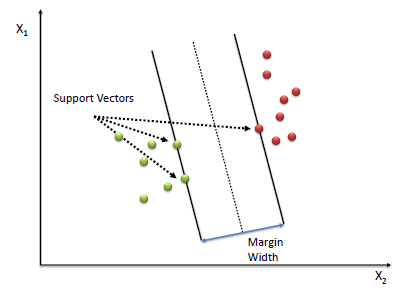 X1
Support Vectors
Margin
Width
X2